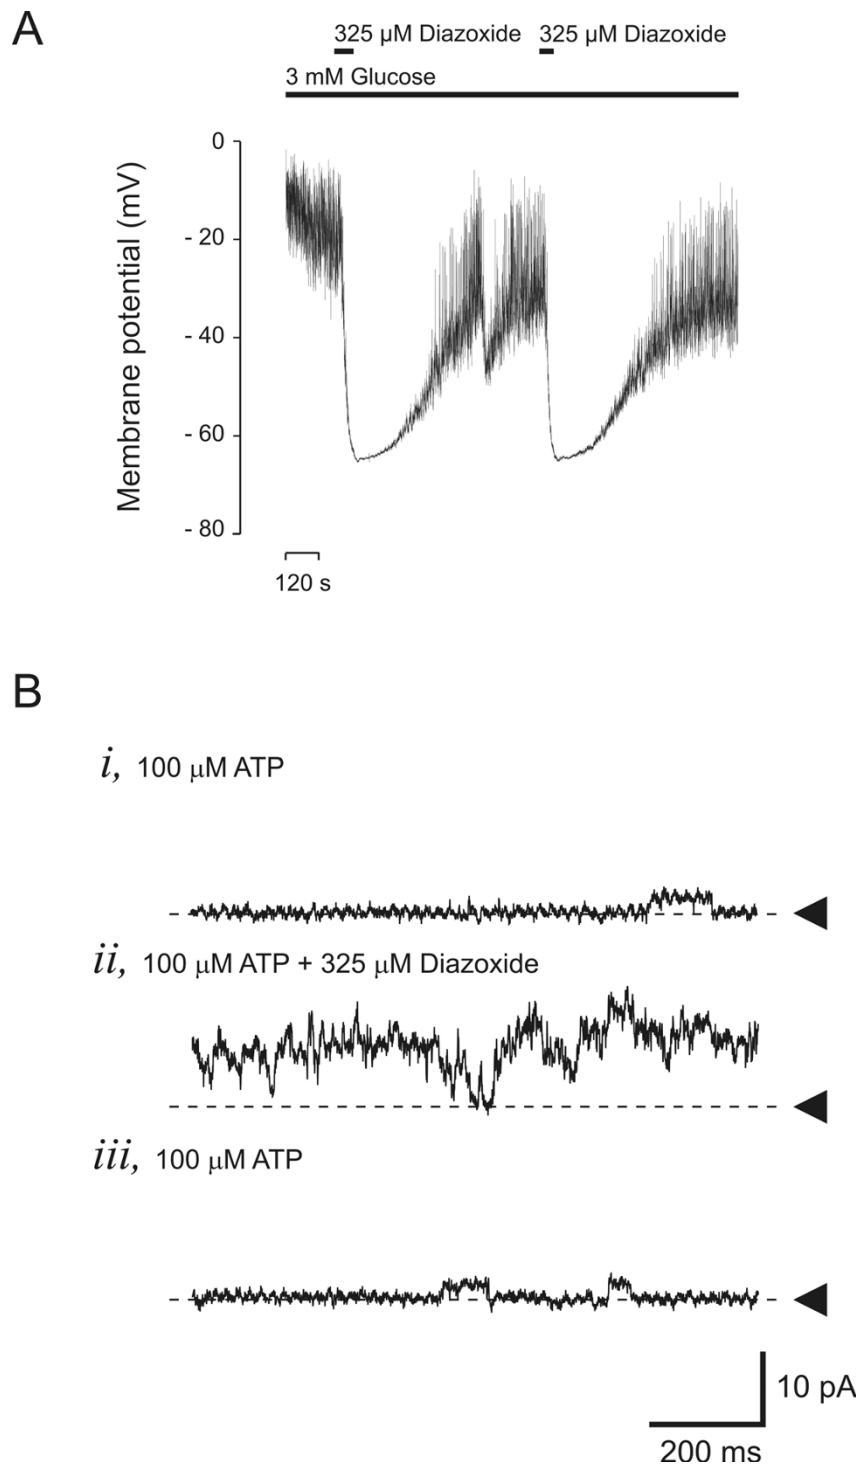 A
325 μM Diazoxide 325 μM Diazoxide
3 mM Glucose
Membrane potential (mV)
0
- 20
- 40
- 60
- 80
120 s
B
i, 100 μM ATP
ii, 100 μM ATP + 325 μM Diazoxide
iii, 100 μM ATP
10 pA
200 ms